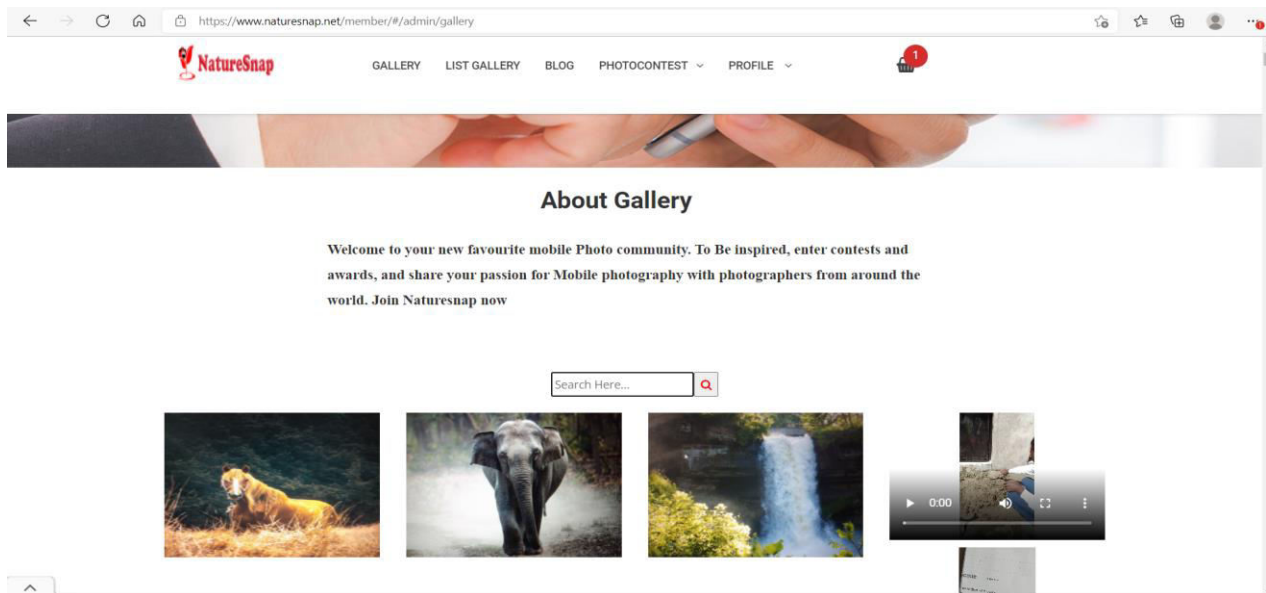 https://www.naturesnap.net/member/#/admin/gallery
NatureSnap
GALLERY LIST GALLERY BLOG PHOTOCONTEST PROFILE
1
About Gallery
Welcome to your new favourite mobile Photo community. To Be inspired, enter contests and
awards, and share your passion for Mobile photography with photographers from around the
world. Join Naturesnap now
Search Here...
0:00